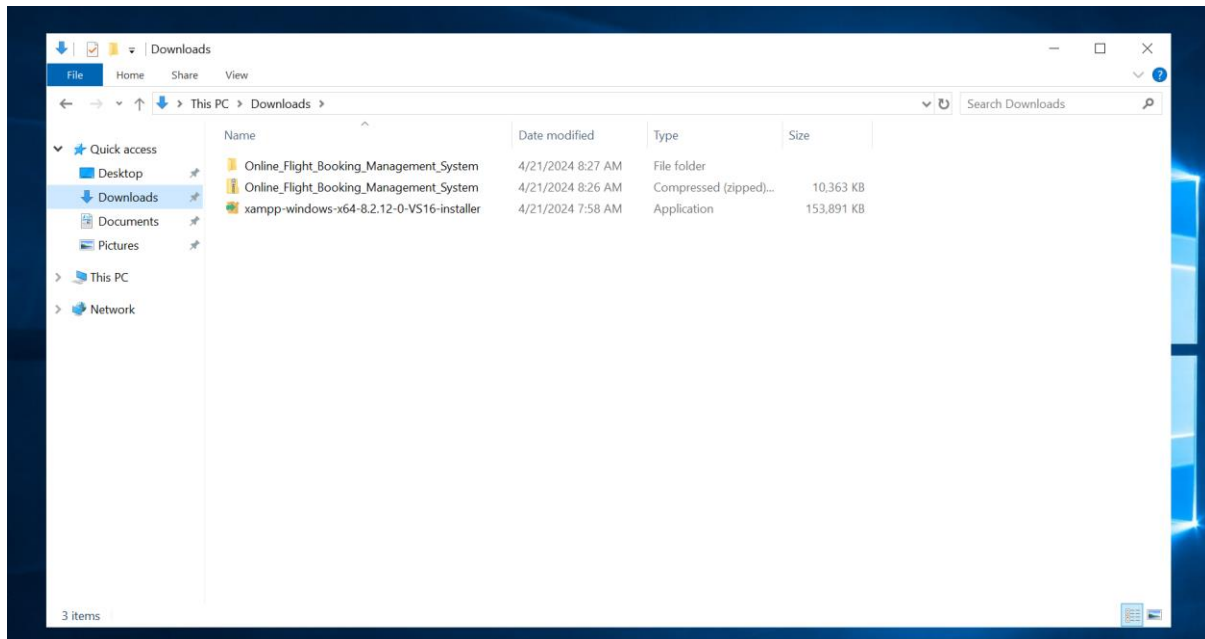 Downloads
File Home Share View
? 
This PC > Downloads >
Search Downloads
Name Date modified Type Size
Quick access
Desktop
Downloads
Documents
Pictures
This PC
Network
Online_Flight_Booking_Management_System 4/21/2024 8:27 AM File folder
Online_Flight_Booking_Management_System 4/21/2024 8:26 AM Compressed (zipped)... 10,363 KB
xampp-windows-x64-8.2.12-0-VS16-installer 4/21/2024 7:58 AM Application 153,891 KB
3 items